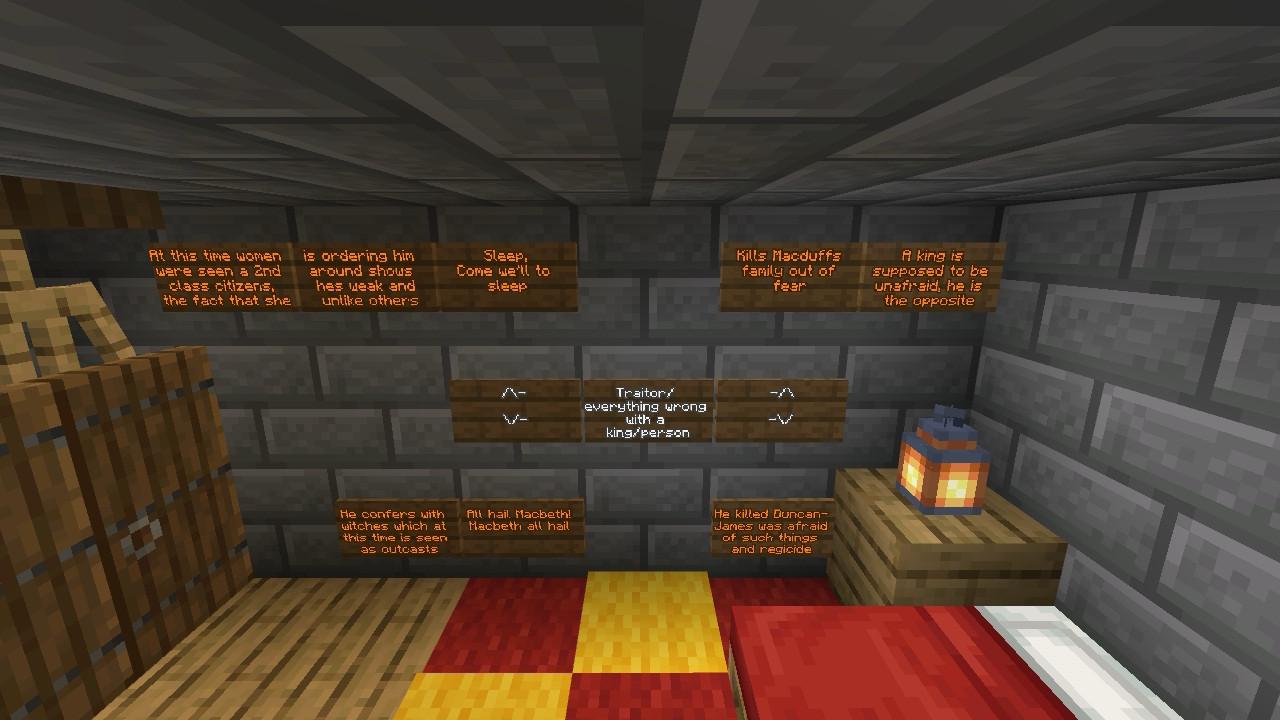 At this time women
were seen a 2nd
class citizens,
the fact that she
is ordering him
around shows
hes weak and
unlike others
Sleep,
Come we'll to
sleep
Kills Macduffs
family out of
fear
A king is
supposed to be
unafraid, he is
the opposite
/\-
\/-
Traitor/
everything wrong
with a
king/person
-/\
-\/
He confers with
witches which at
this time is seen
as outcasts
All hail Macbeth!
Macbeth all hail
He killed Duncan-
James was afraid
of such things
and regicide